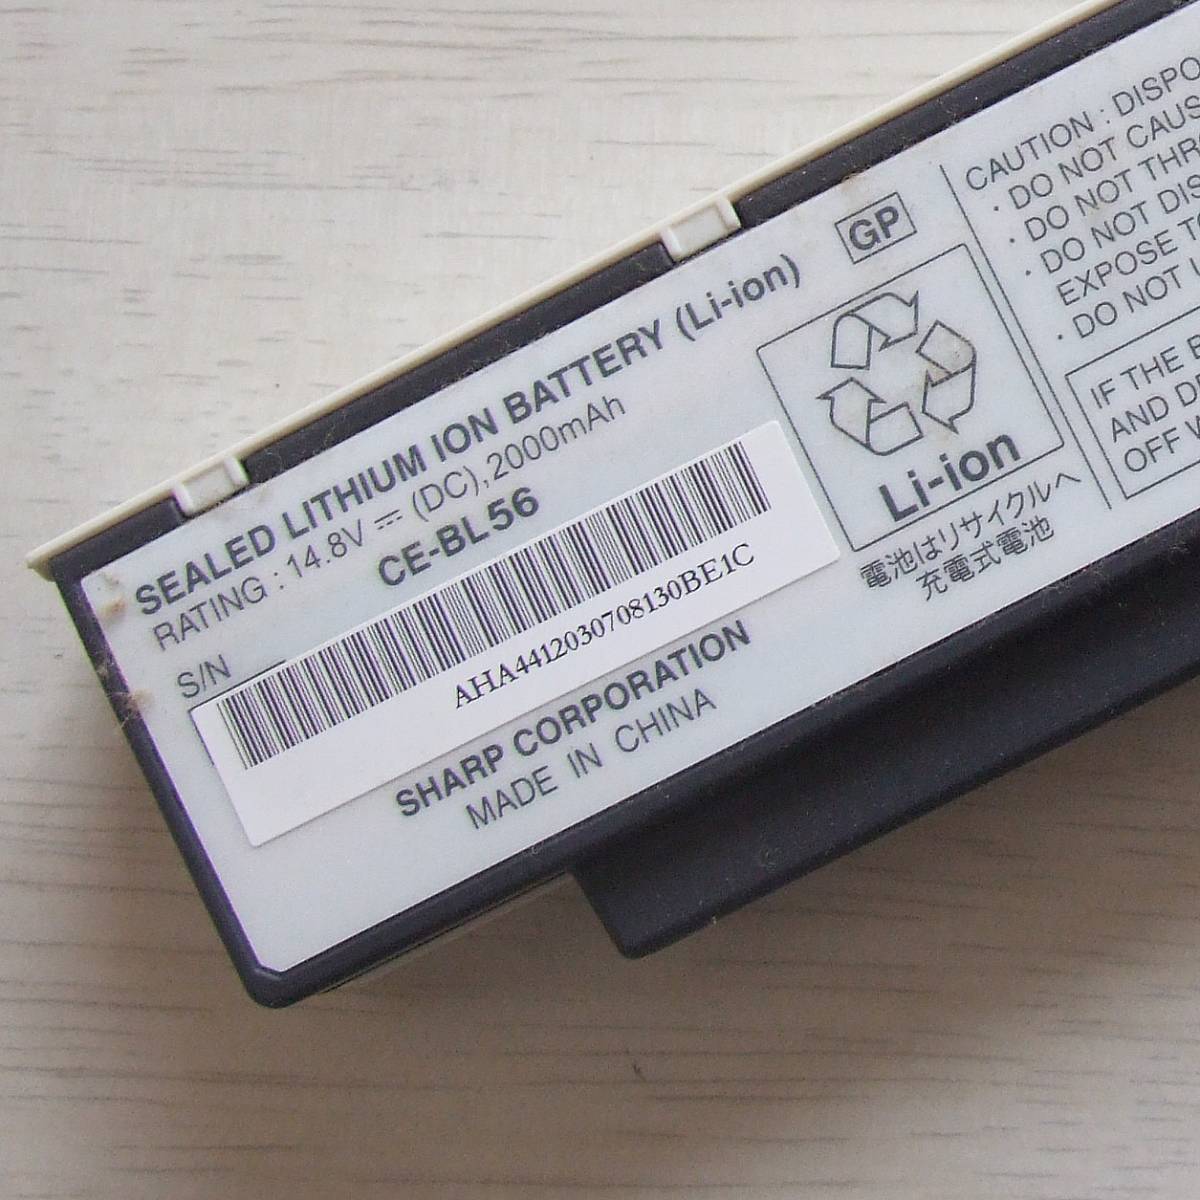 SEALED LITHIUM ION BATTERY (Li-ion)
RATING : 14.8V ⎓ (DC), 2000mAh
CE-BL56
S/N
AHA4412030708130BE1C
SHARP CORPORATION
MADE IN CHINA
GP
Li-ion
電池はリサイクルへ
充電式電池
CAUTION : DISPO
· DO NOT CAUS
· DO NOT THR
· DO NOT DIS
EXPOSE T
· DO NOT
IF THE
AND D
OFF